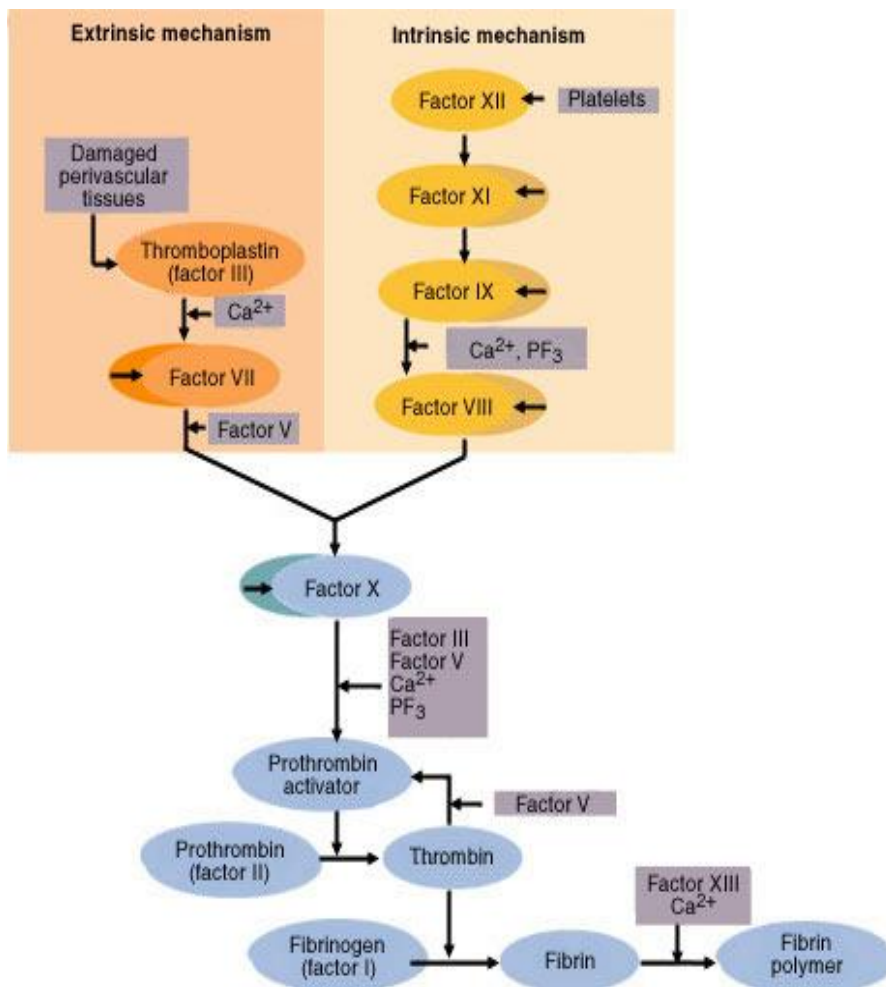 Extrinsic mechanism
Intrinsic mechanism
Factor XII
Platelets
Damaged
perivascular
tissues
Factor XI
Thromboplastin
(factor III)
Factor IX
Ca2+
Ca2+, PF3
Factor VII
Factor VIII
Factor V
Factor X
Factor III
Factor V
Ca2+
PF3
Prothrombin
activator
Factor V
Prothrombin
(factor II)
Thrombin
Factor XIII
Ca2+
Fibrinogen
(factor I)
Fibrin
Fibrin
polymer